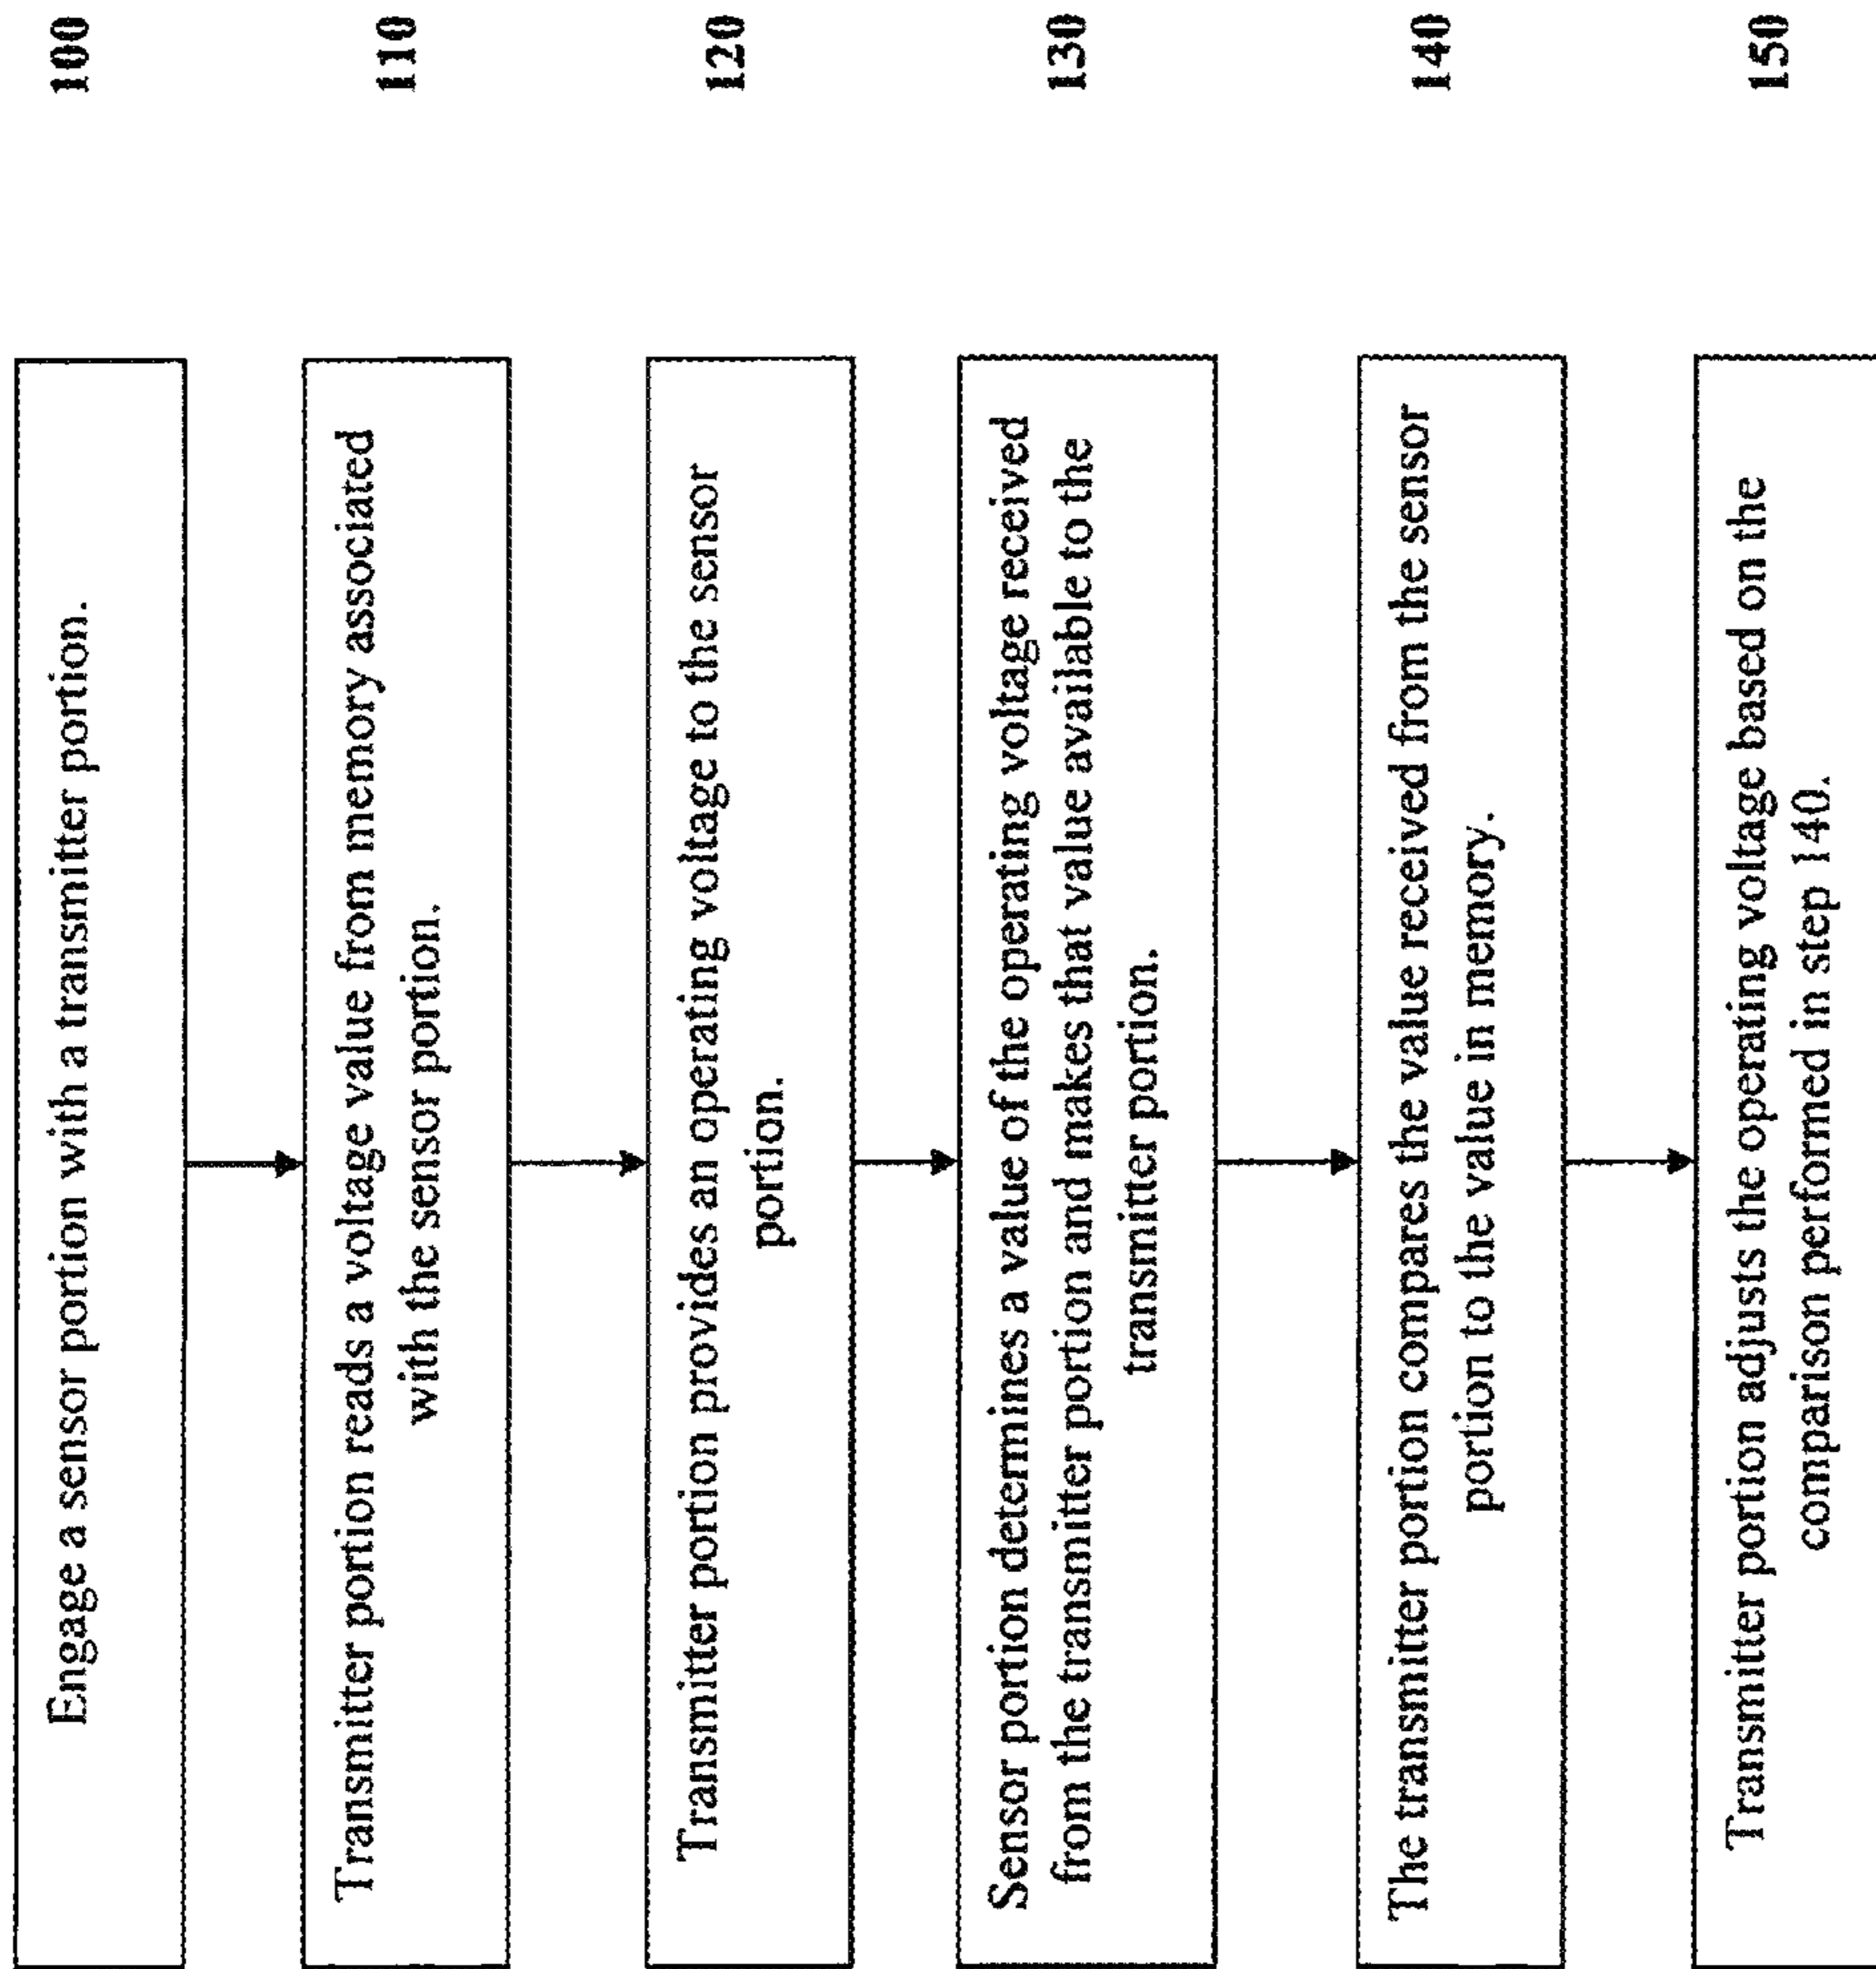 Engage a sensor portion with a transmitter portion.
100
Transmitter portion reads a voltage value from memory associated
with the sensor portion.
110
Transmitter portion provides an operating voltage to the sensor
portion.
120
Sensor portion determines a value of the operating voltage received
from the transmitter portion and makes that value available to the
transmitter portion.
130
The transmitter portion compares the value received from the sensor
portion to the value in memory.
140
Transmitter portion adjusts the operating voltage based on the
comparison performed in step 140.
150